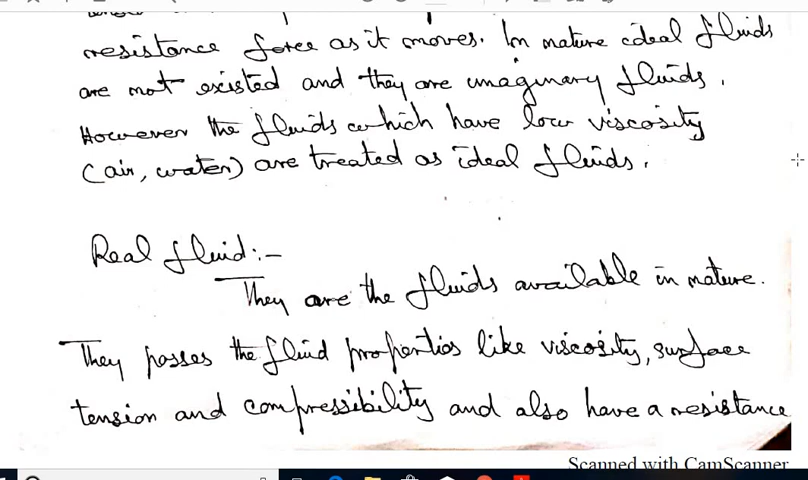 resistance force as it moves. In nature ideal fluids
are not existed and they are imaginary fluids.
However the fluids which have low viscosity
(air, water) are treated as ideal fluids.
Real fluid:-
They are the fluids available in nature.
They posses the fluid properties like viscosity, surface
tension and compressibility and also have a resistance
Scanned with CamScanner